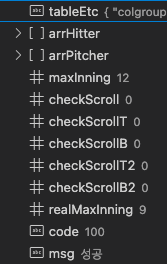 abc tableEtc { "colgroup
> [ ] arrHitter
> [ ] arrPitcher
# maxInning 12
# checkScroll 0
# checkScrollT 0
# checkScrollB 0
# checkScrollT2 0
# checkScrollB2 0
# realMaxInning 9
abc code 100
abc msg 성공